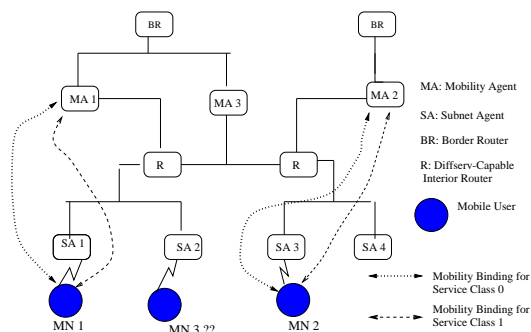 BR
BR
MA 1
MA 3
MA 2
MA: Mobility Agent
SA: Subnet Agent
BR: Border Router
R: Diffserv-Capable
Interior Router
Mobile User
R
R
SA 1
SA 2
SA 3
SA 4
MN 1
MN 3 ??
MN 2
Mobility Binding for
Service Class 0
Mobility Binding for
Service Class 1